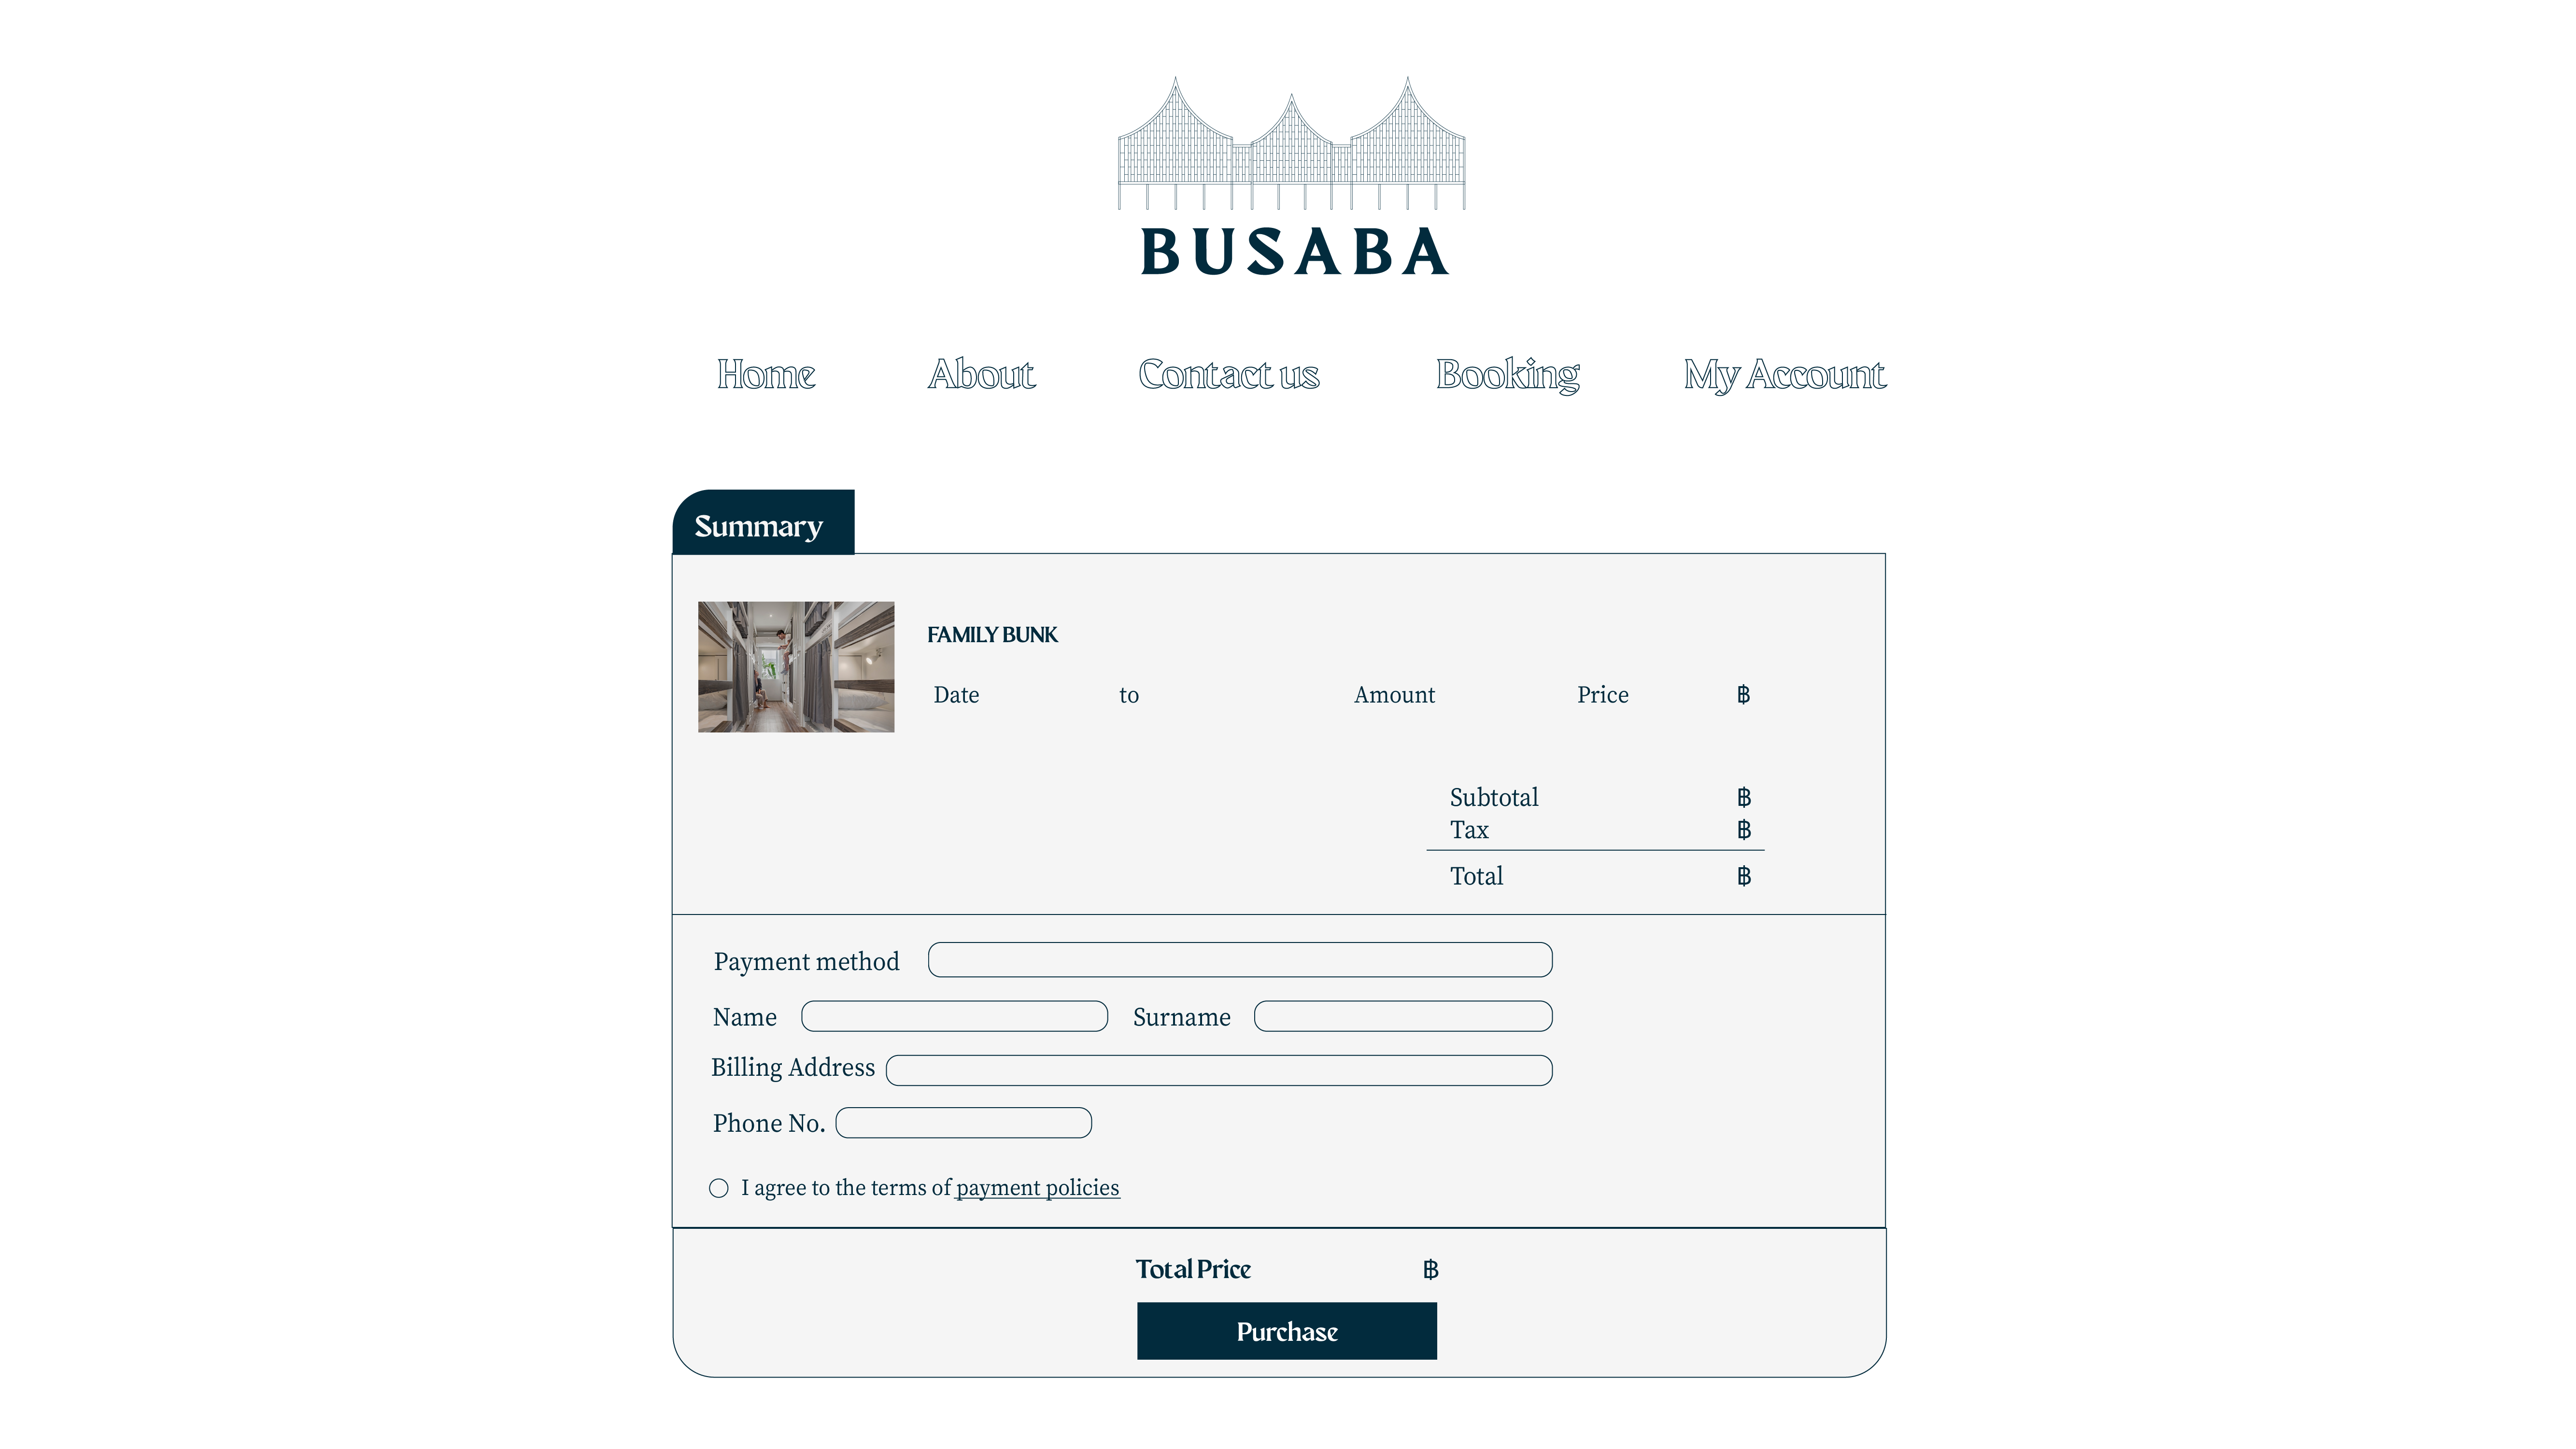 BUSABA
Home About Contact us Booking My Account
Summary
FAMILY BUNK
Date to Amount Price ฿
Subtotal ฿
Tax ฿
Total ฿
Payment method
Name Surname
Billing Address
Phone No.
I agree to the terms of payment policies
Total Price ฿
Purchase